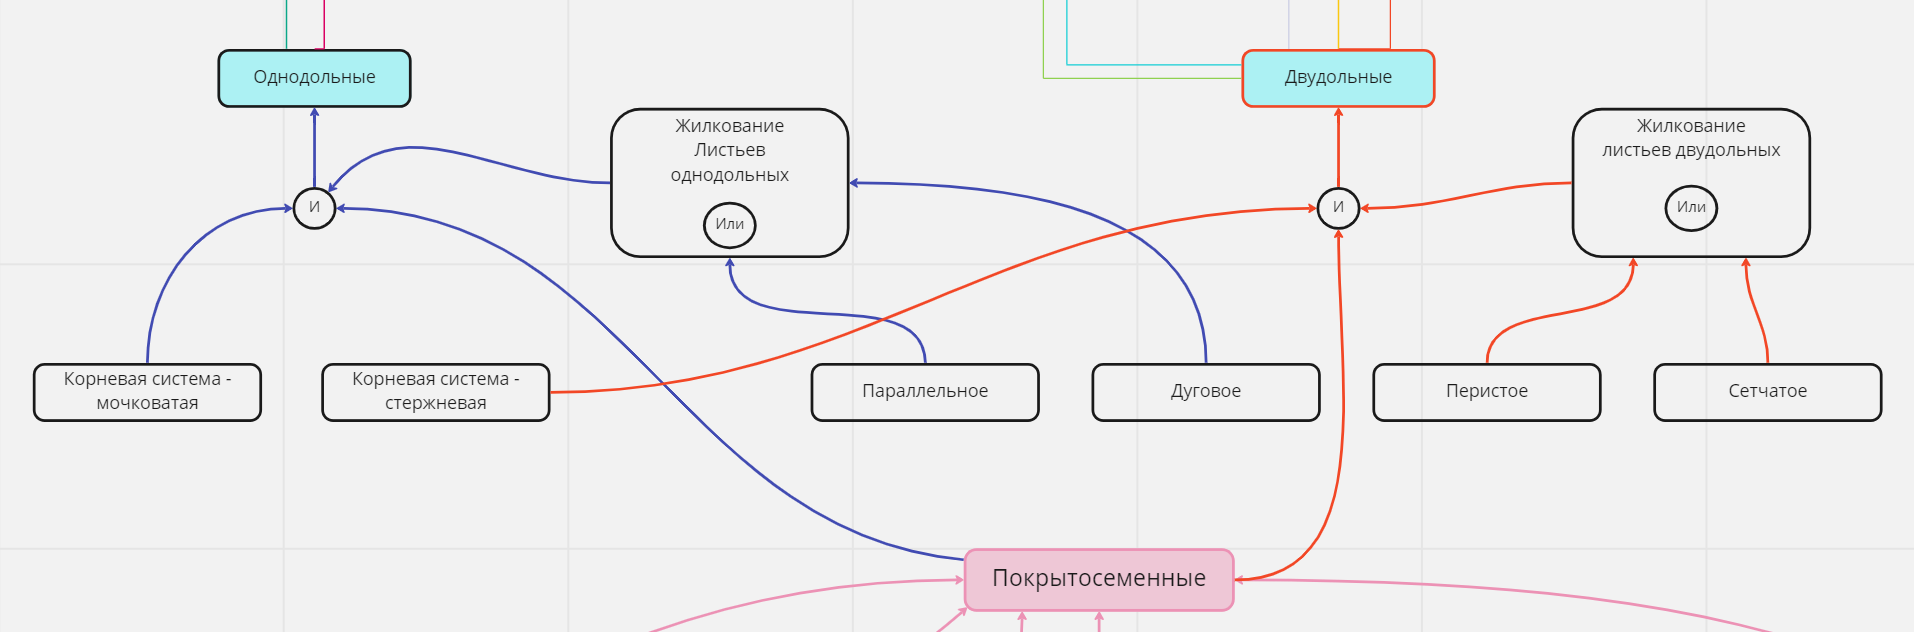 Однодольные
Двудольные
Жилкование
Листьев
однодольных
Или
Жилкование
листьев двудольных
Или
И
И
Корневая система -
мочковатая
Корневая система -
стержневая
Параллельное
Дуговое
Перистое
Сетчатое
Покрытосеменные